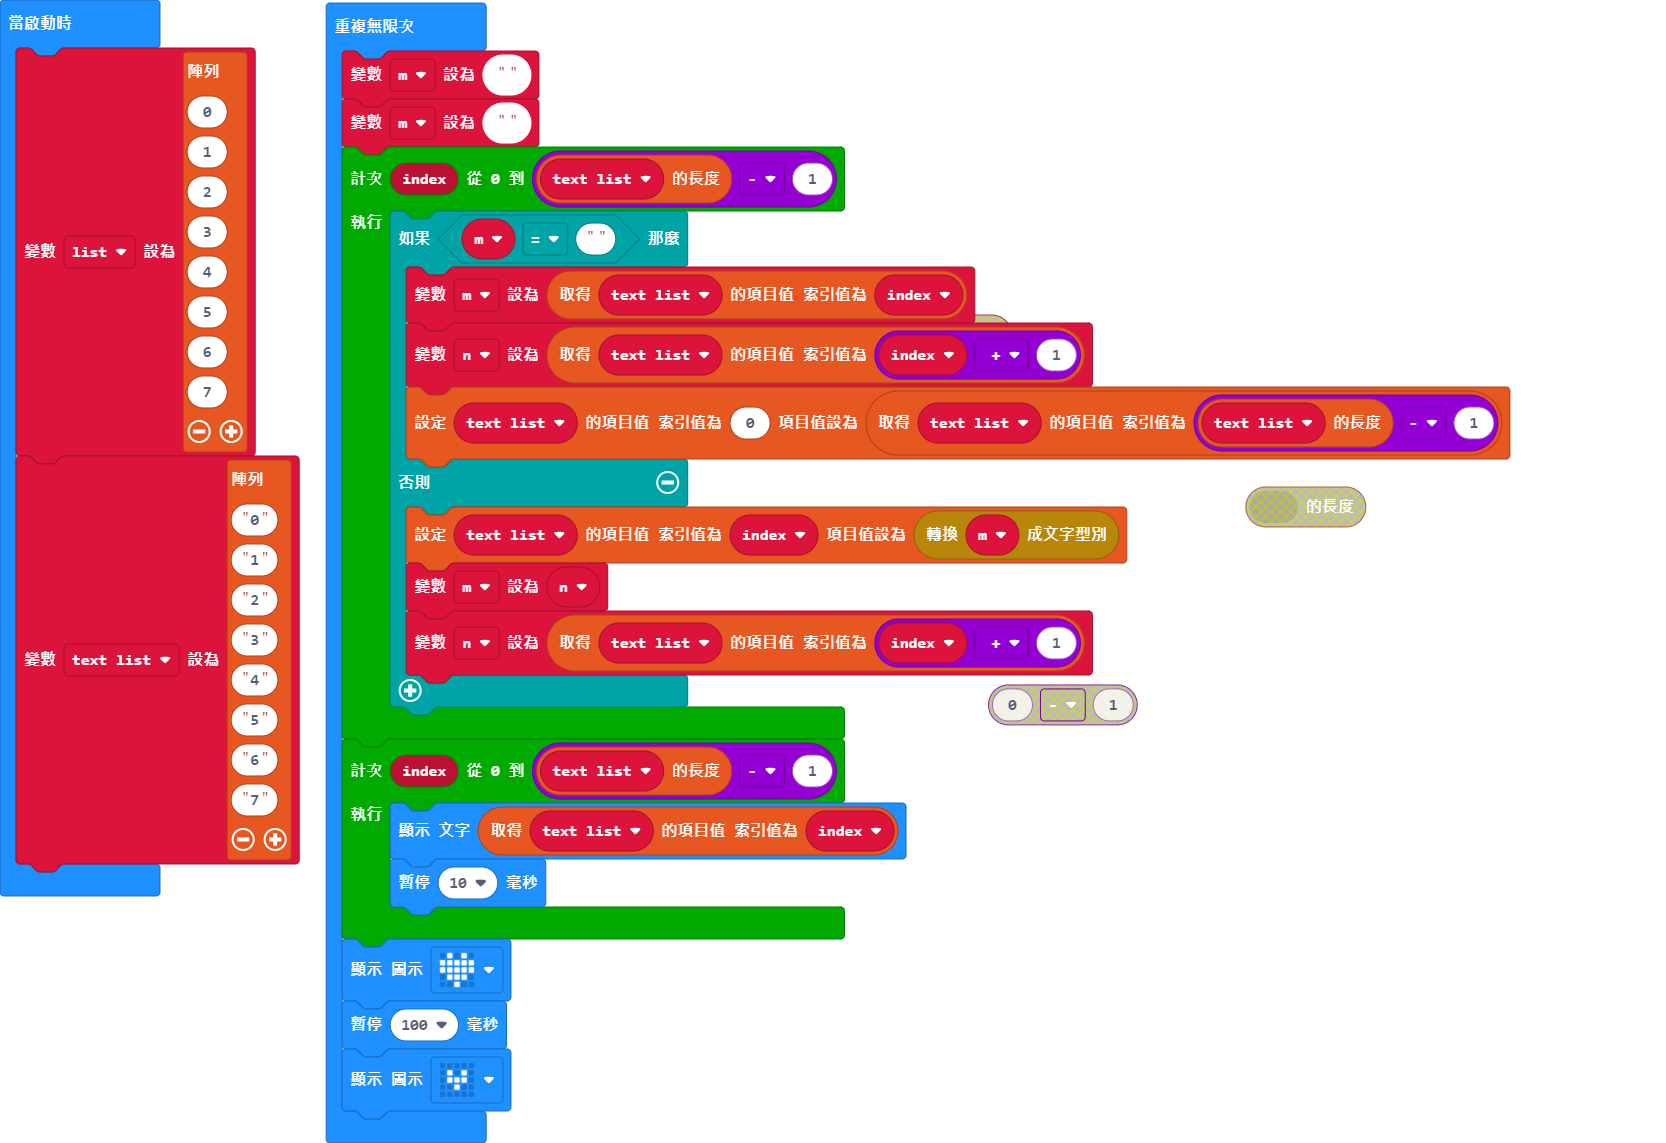 當啟動時
變數 list 設為
陣列
0
1
2
3
4
5
6
7
變數 text list 設為
陣列
"0"
"1"
"2"
"3"
"4"
"5"
"6"
"7"
重複無限次
變數 m 設為 " "
變數 m 設為 " "
計次 index 從 0 到 text list 的長度 - 1
執行
如果 m = " " 那麼
變數 m 設為 取得 text list 的項目值 索引值為 index
變數 n 設為 取得 text list 的項目值 索引值為 index + 1
設定 text list 的項目值 索引值為 0 項目值設為 取得 text list 的項目值 索引值為 text list 的長度 - 1
否則
設定 text list 的項目值 索引值為 index 項目值設為 轉換 m 成文字型別
變數 m 設為 n
變數 n 設為 取得 text list 的項目值 索引值為 index + 1
計次 index 從 0 到 text list 的長度 - 1
執行
顯示 文字 取得 text list 的項目值 索引值為 index
暫停 10 毫秒
顯示 圖示
暫停 100 毫秒
顯示 圖示
的長度
0 - 1